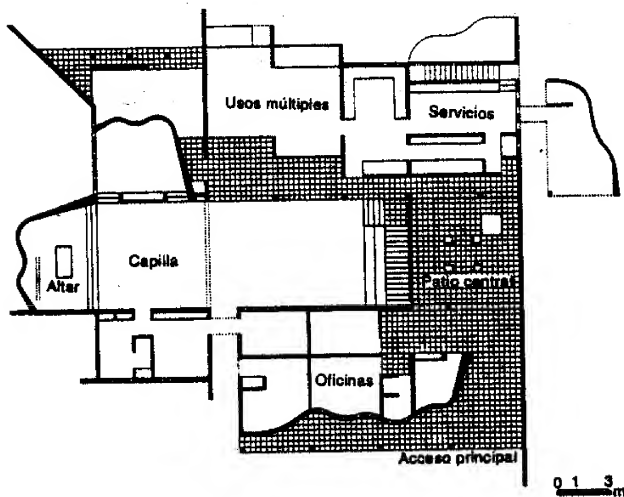 Usos múltiples
Servicios
Capilla
Altar
Patio central
Oficinas
Acceso principal
0 1 3
m